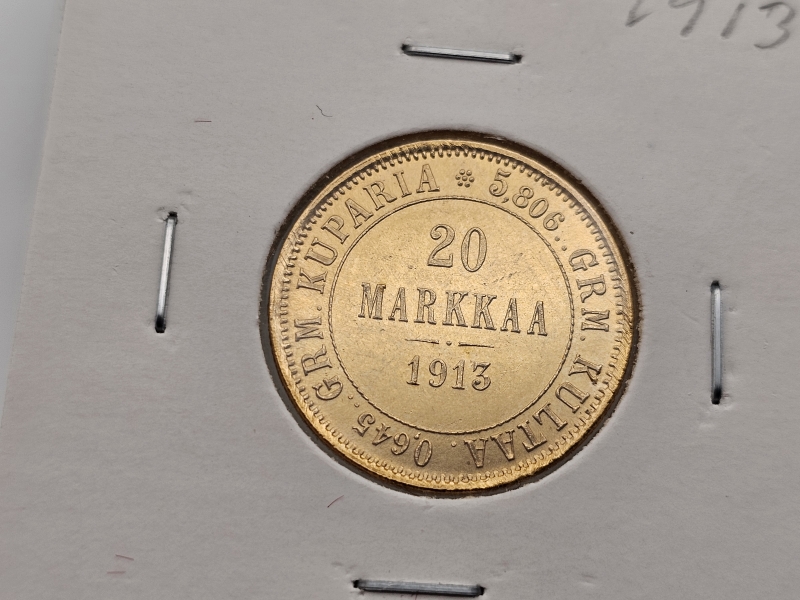 1913
5,806.. GRM. KULTAA. 0,645.. GRM. KUPARIA
20
MARKKAA
1913